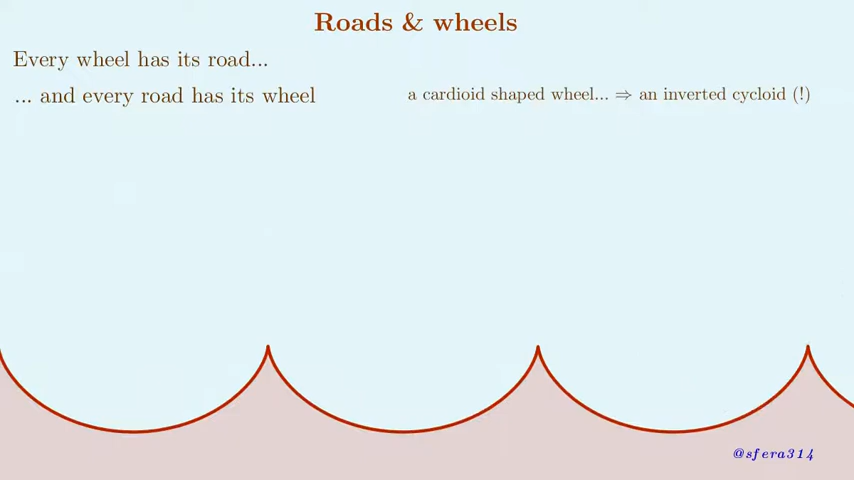 Roads & wheels
Every wheel has its road...
... and every road has its wheel
a cardioid shaped wheel... ⇒ an inverted cycloid (!)
@sfera314